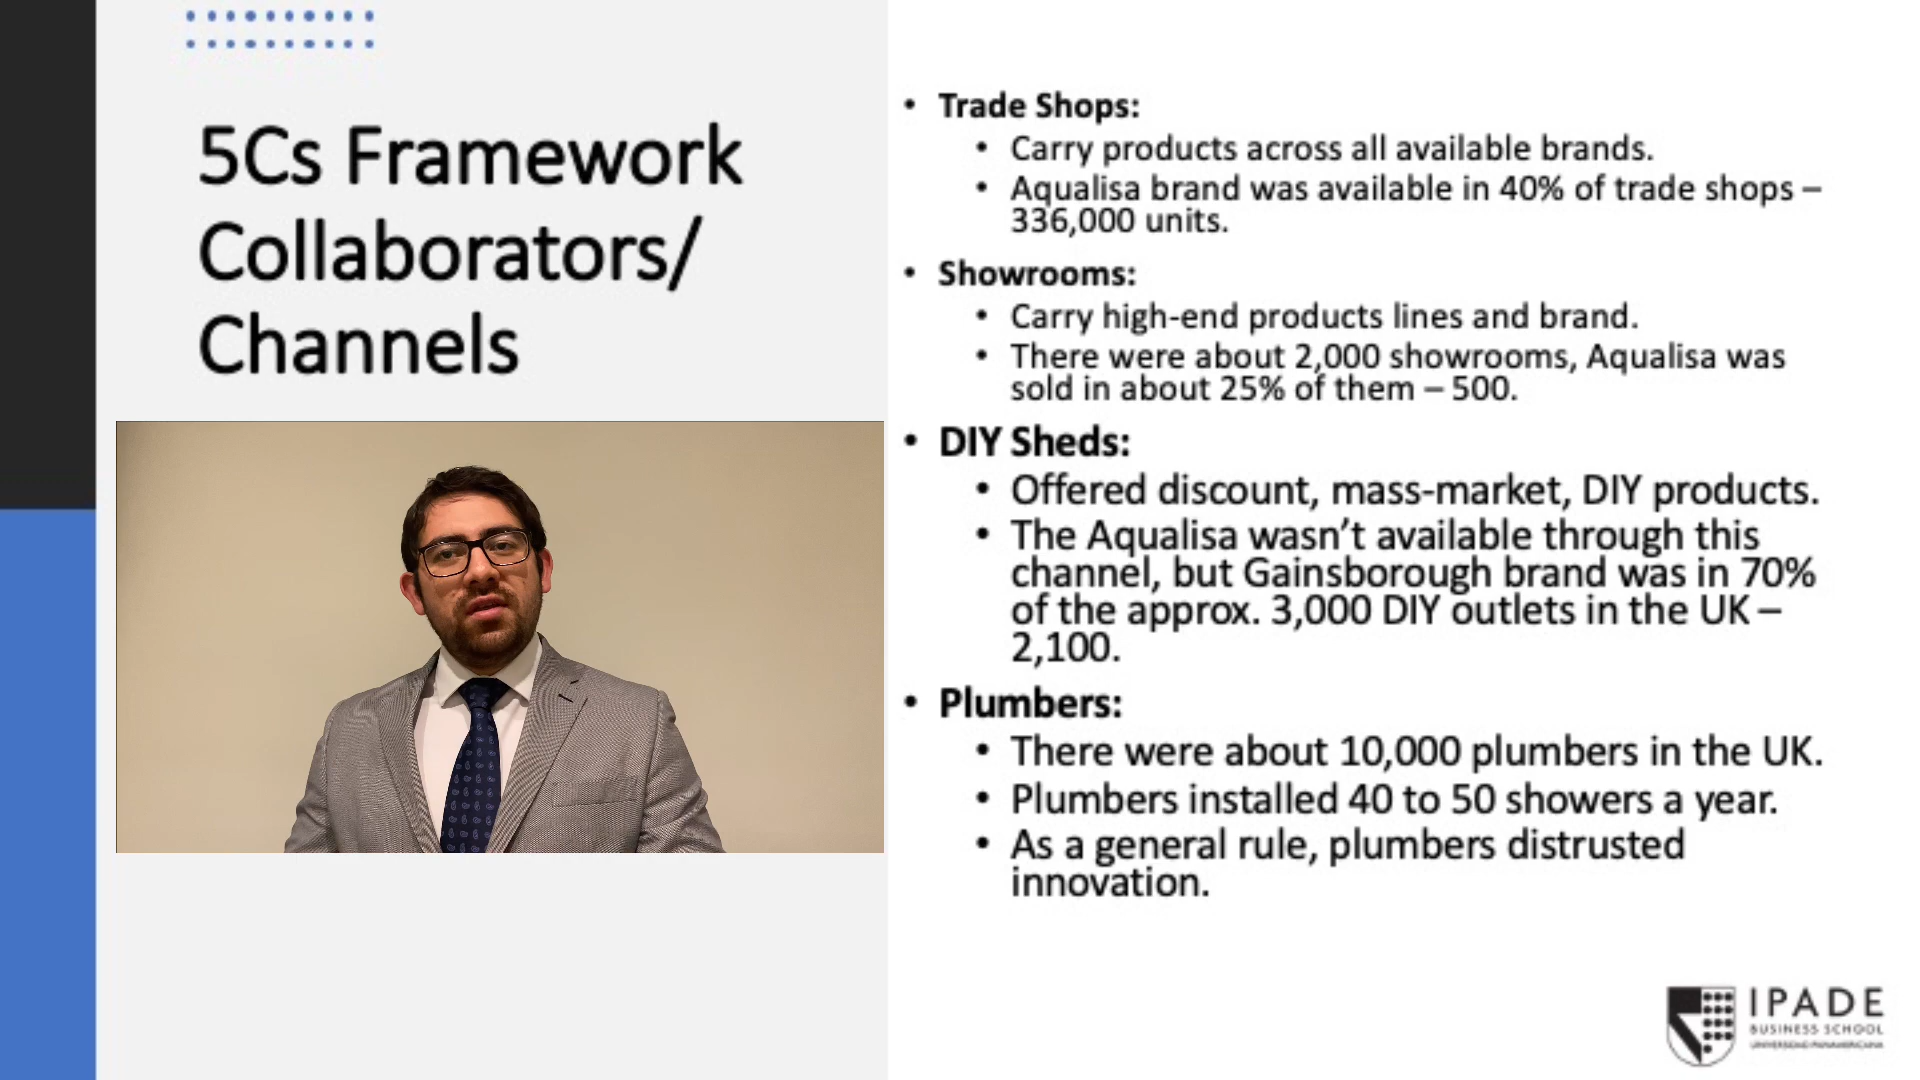 5Cs Framework
Collaborators/
Channels
• Trade Shops:
• Carry products across all available brands.
• Aqualisa brand was available in 40% of trade shops –
336,000 units.
• Showrooms:
• Carry high-end products lines and brand.
• There were about 2,000 showrooms, Aqualisa was
sold in about 25% of them – 500.
• DIY Sheds:
• Offered discount, mass-market, DIY products.
• The Aqualisa wasn’t available through this
channel, but Gainsborough brand was in 70%
of the approx. 3,000 DIY outlets in the UK –
2,100.
• Plumbers:
• There were about 10,000 plumbers in the UK.
• Plumbers installed 40 to 50 showers a year.
• As a general rule, plumbers distrusted
innovation.
IPADE
BUSINESS SCHOOL
UNIVERSIDAD PANAMERICANA